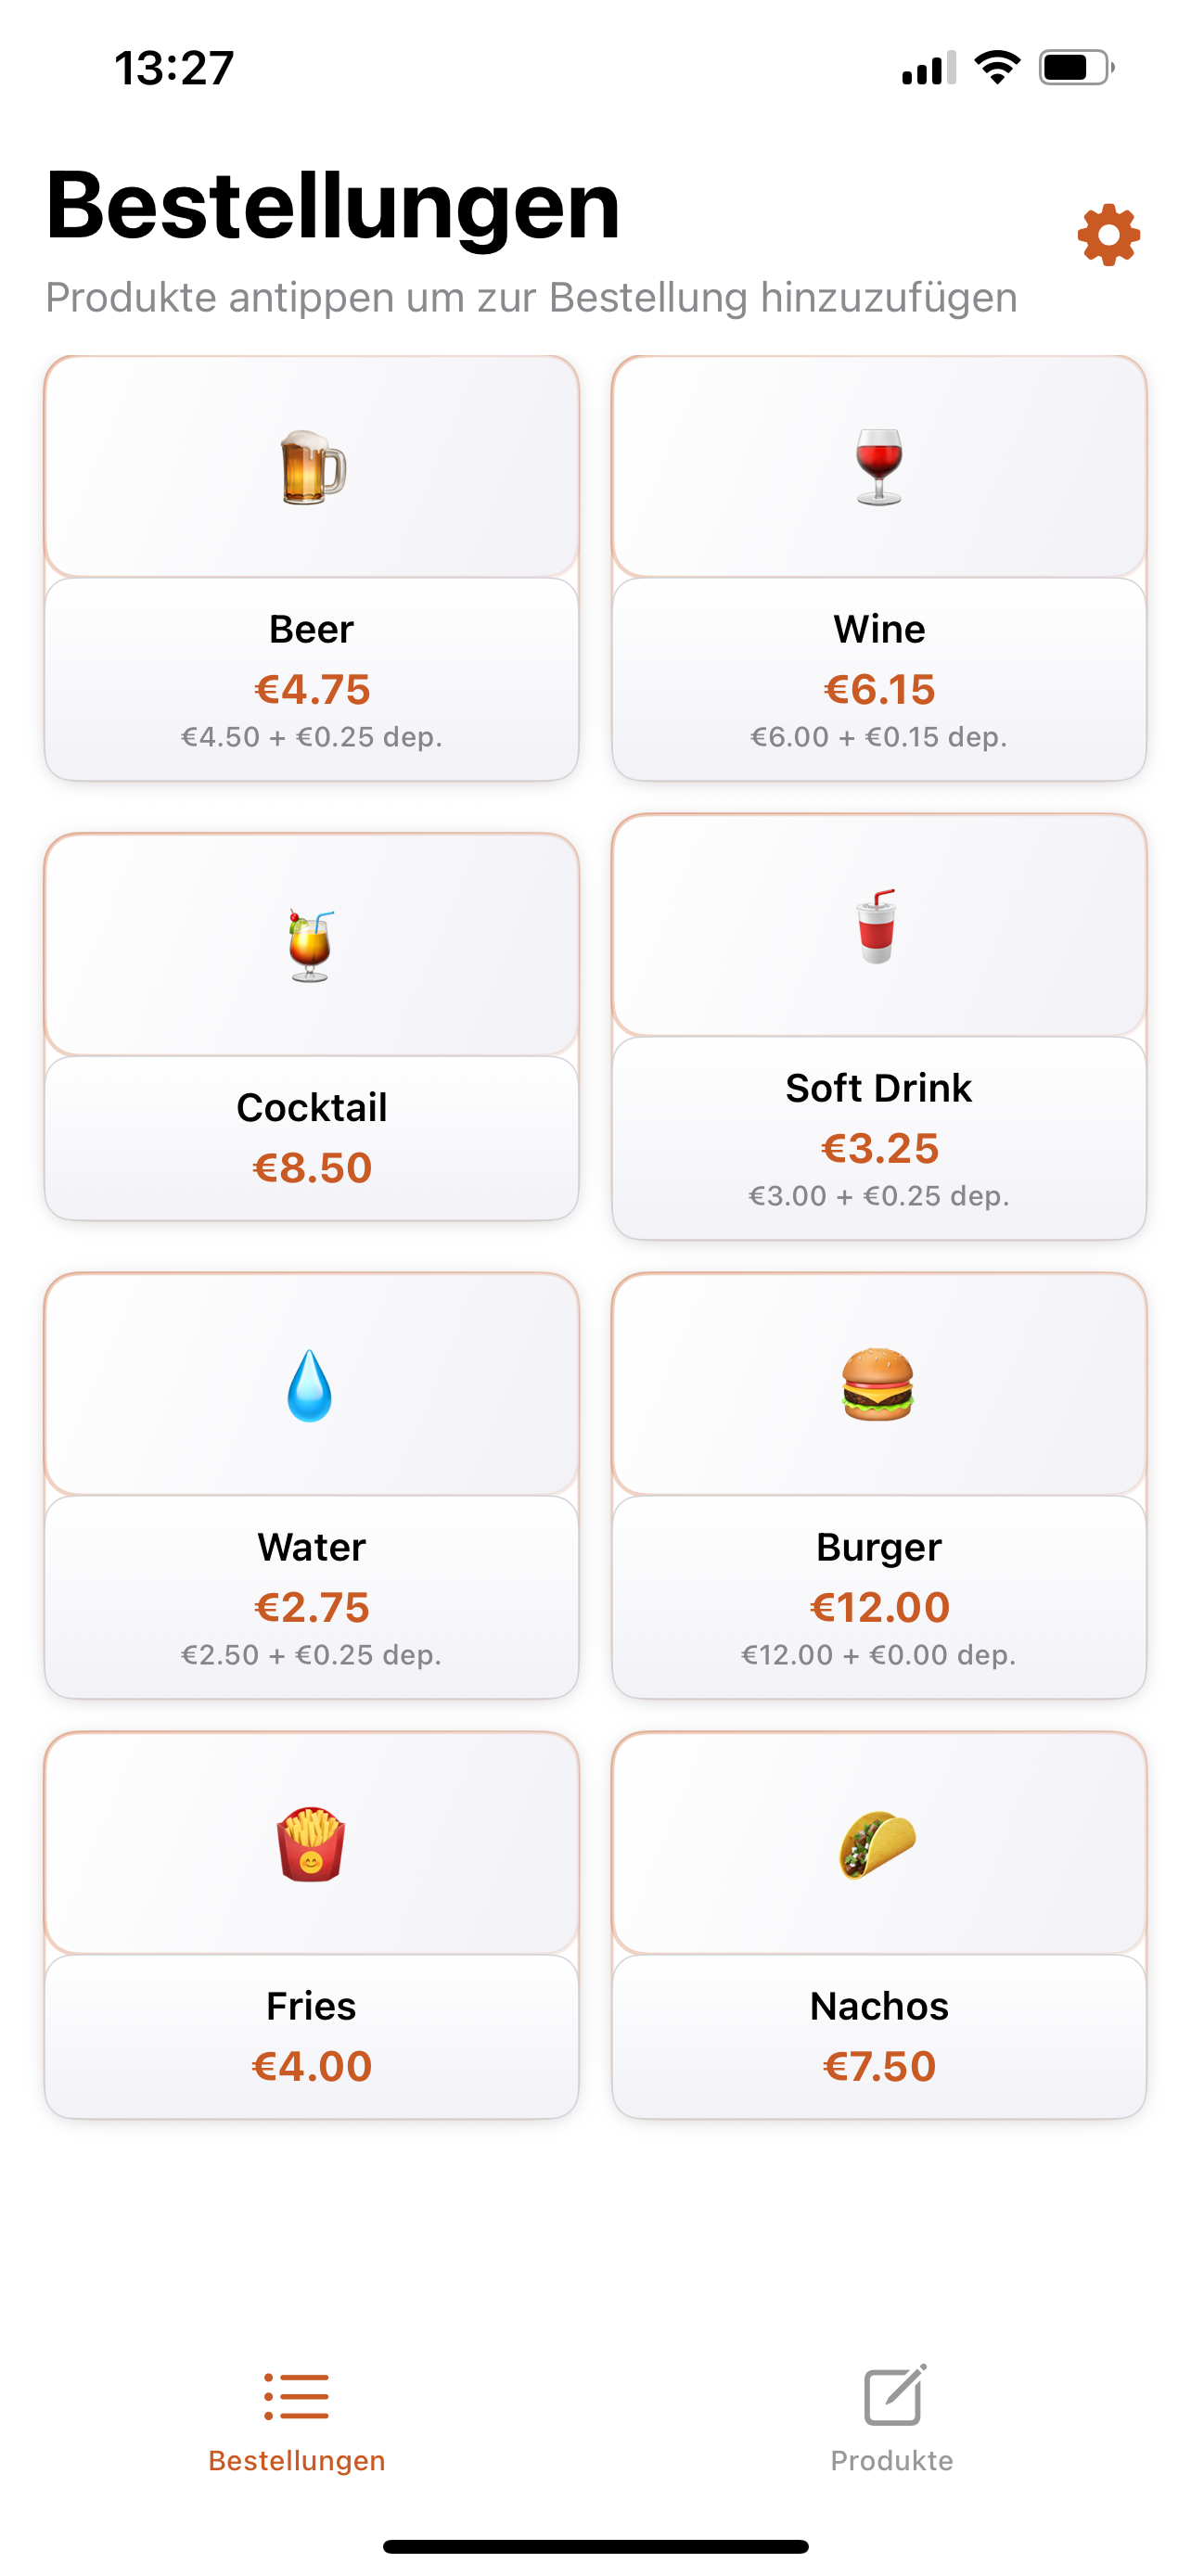 13:27
Bestellungen
Produkte antippen um zur Bestellung hinzuzufügen
Beer
€4.75
€4.50 + €0.25 dep.
Wine
€6.15
€6.00 + €0.15 dep.
Cocktail
€8.50
Soft Drink
€3.25
€3.00 + €0.25 dep.
Water
€2.75
€2.50 + €0.25 dep.
Burger
€12.00
€12.00 + €0.00 dep.
Fries
€4.00
Nachos
€7.50
Bestellungen
Produkte